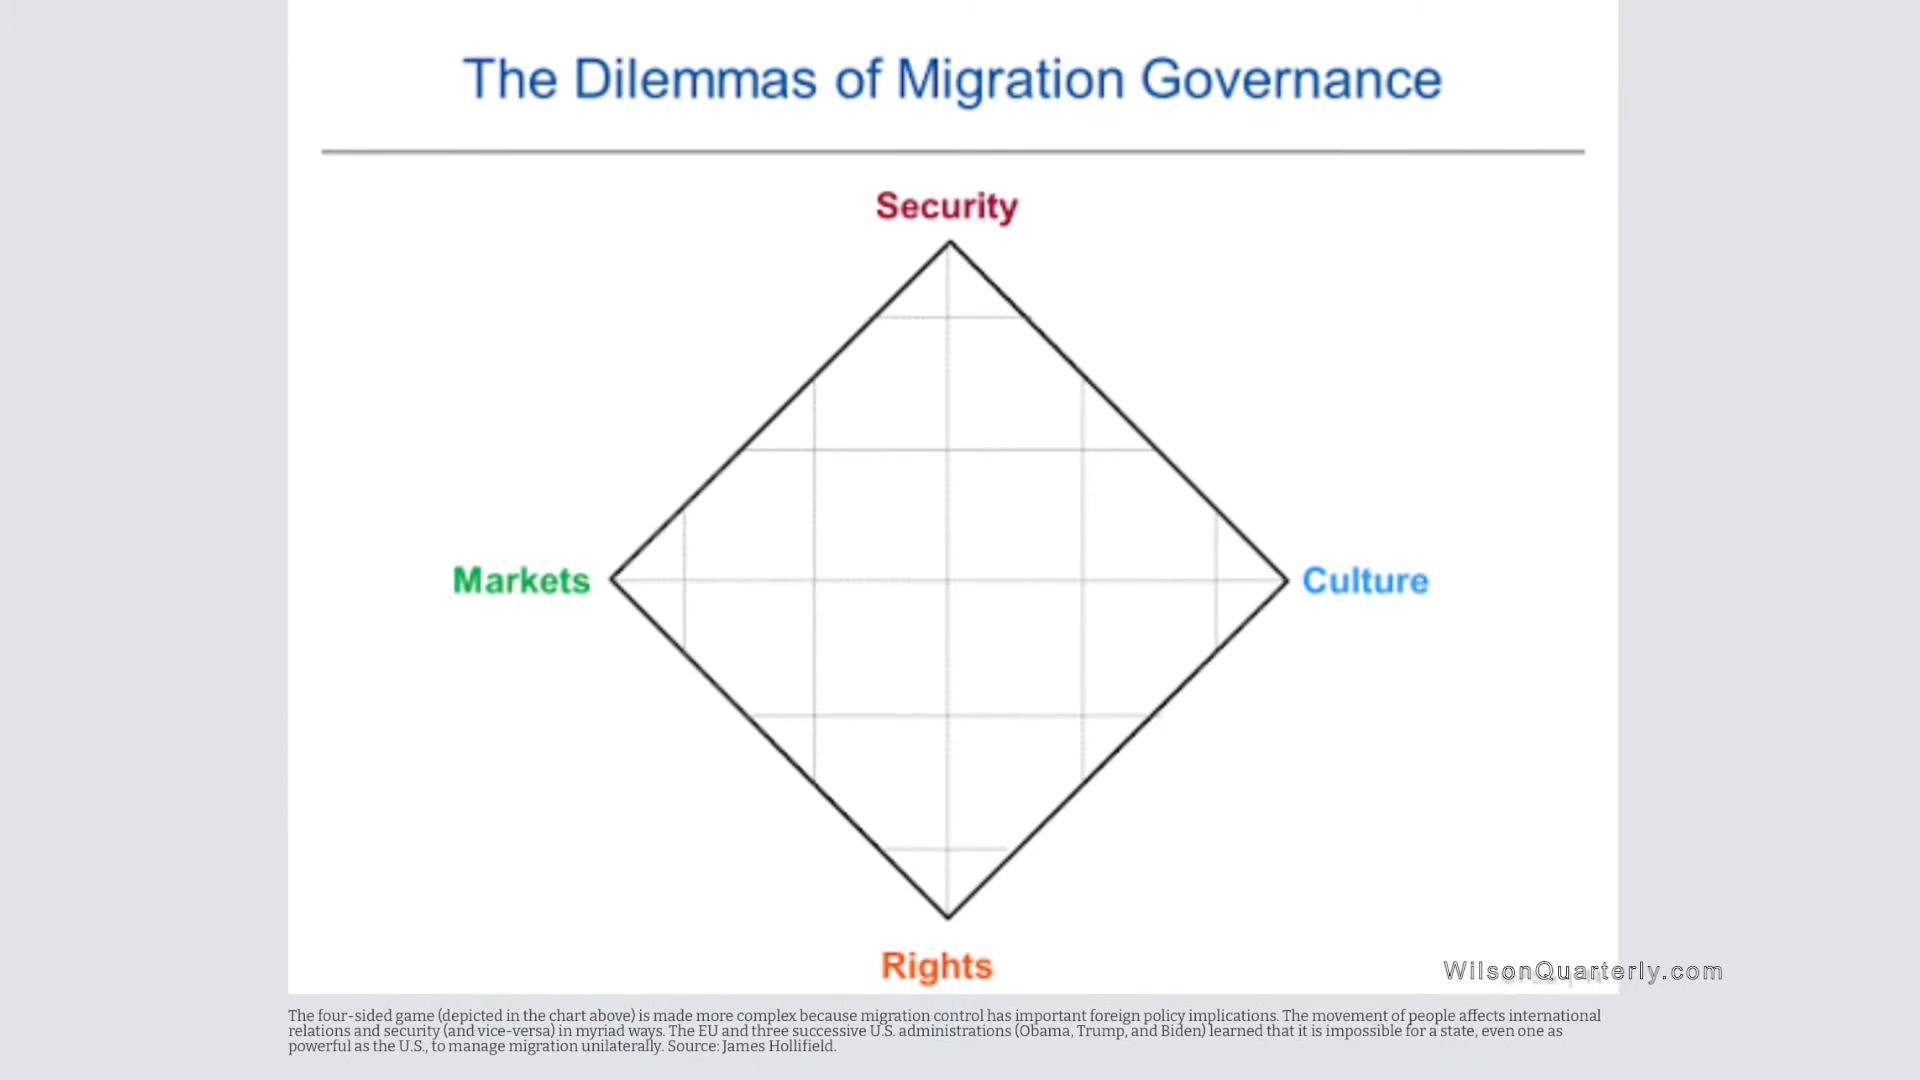 The Dilemmas of Migration Governance
Security
Markets
Culture
Rights
WilsonQuarterly.com
The four-sided game (depicted in the chart above) is made more complex because migration control has important foreign policy implications. The movement of people affects international
relations and security (and vice-versa) in myriad ways. The EU and three successive U.S. administrations (Obama, Trump, and Biden) learned that it is impossible for a state, even one as
powerful as the U.S., to manage migration unilaterally. Source: James Hollifield.